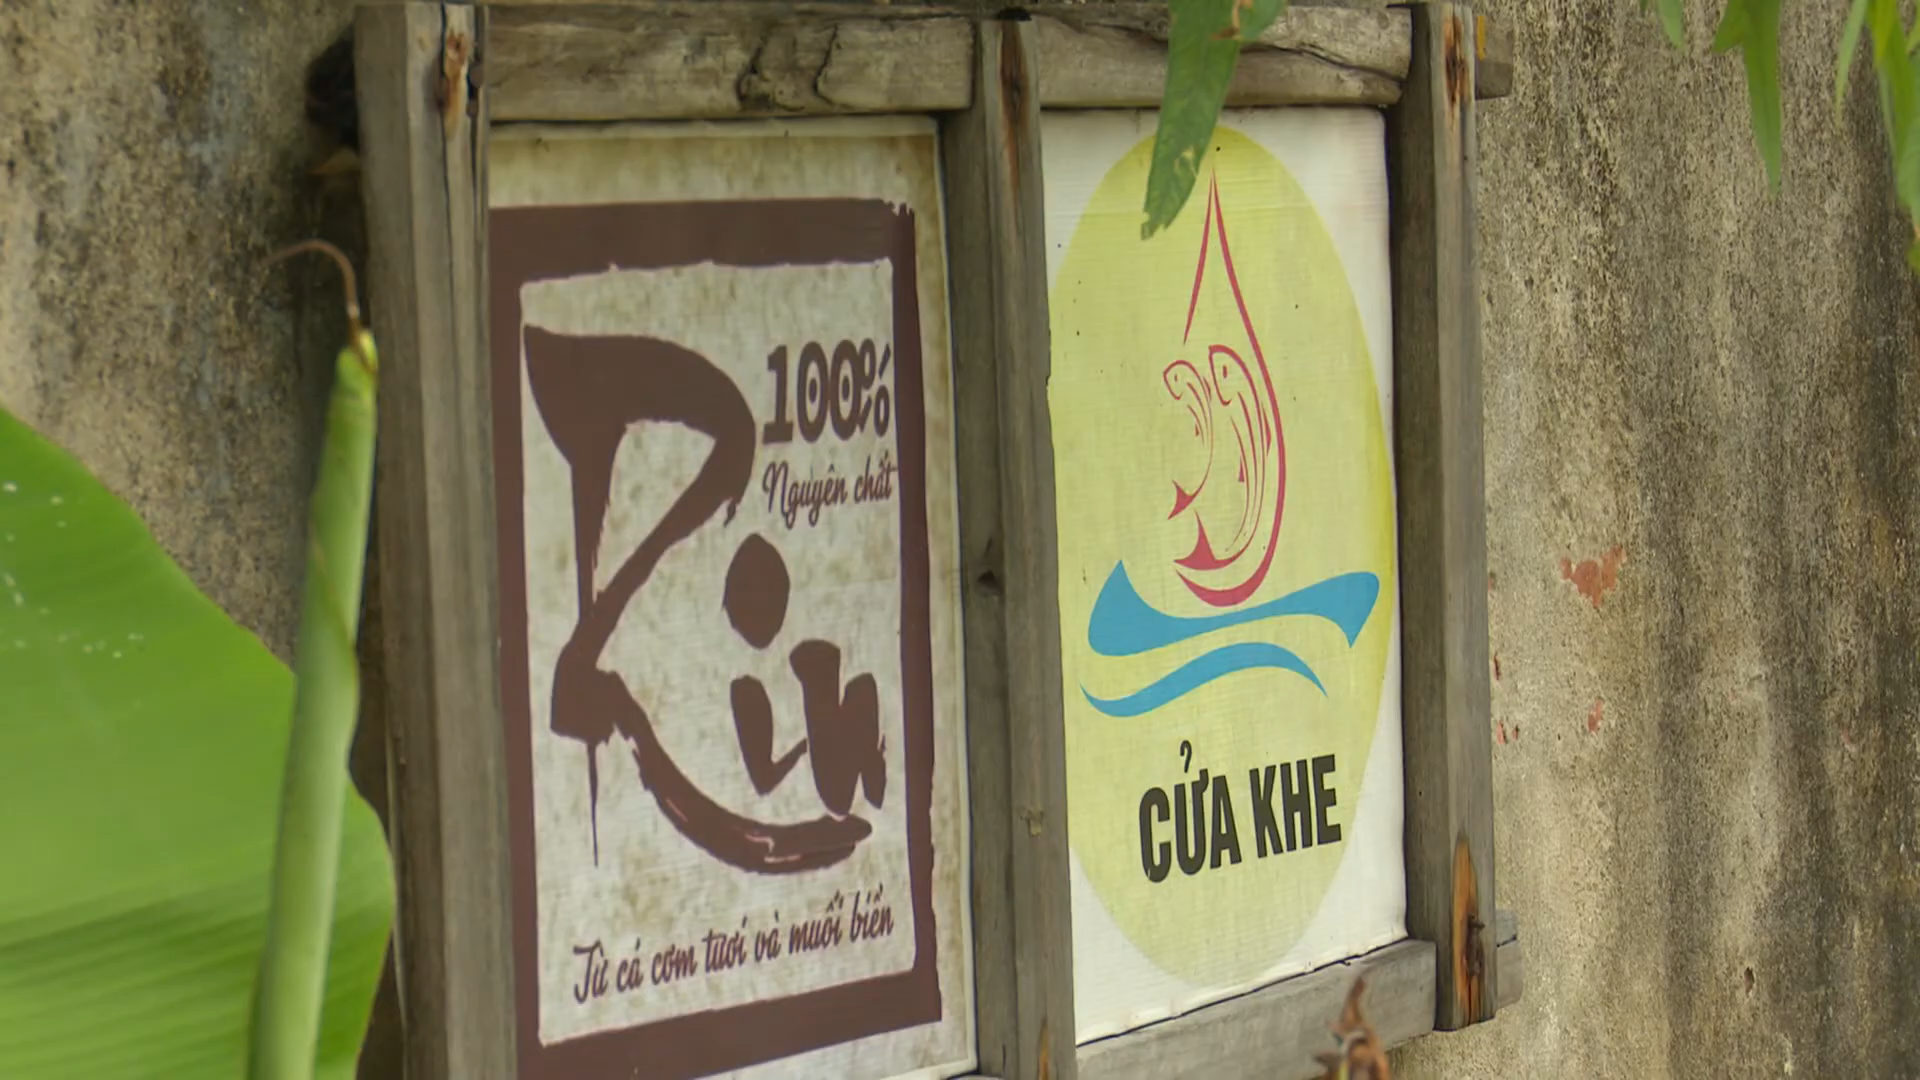 100%
Nguyên chất
Rin
Từ cá cơm tươi và muối biển
CỬA KHE